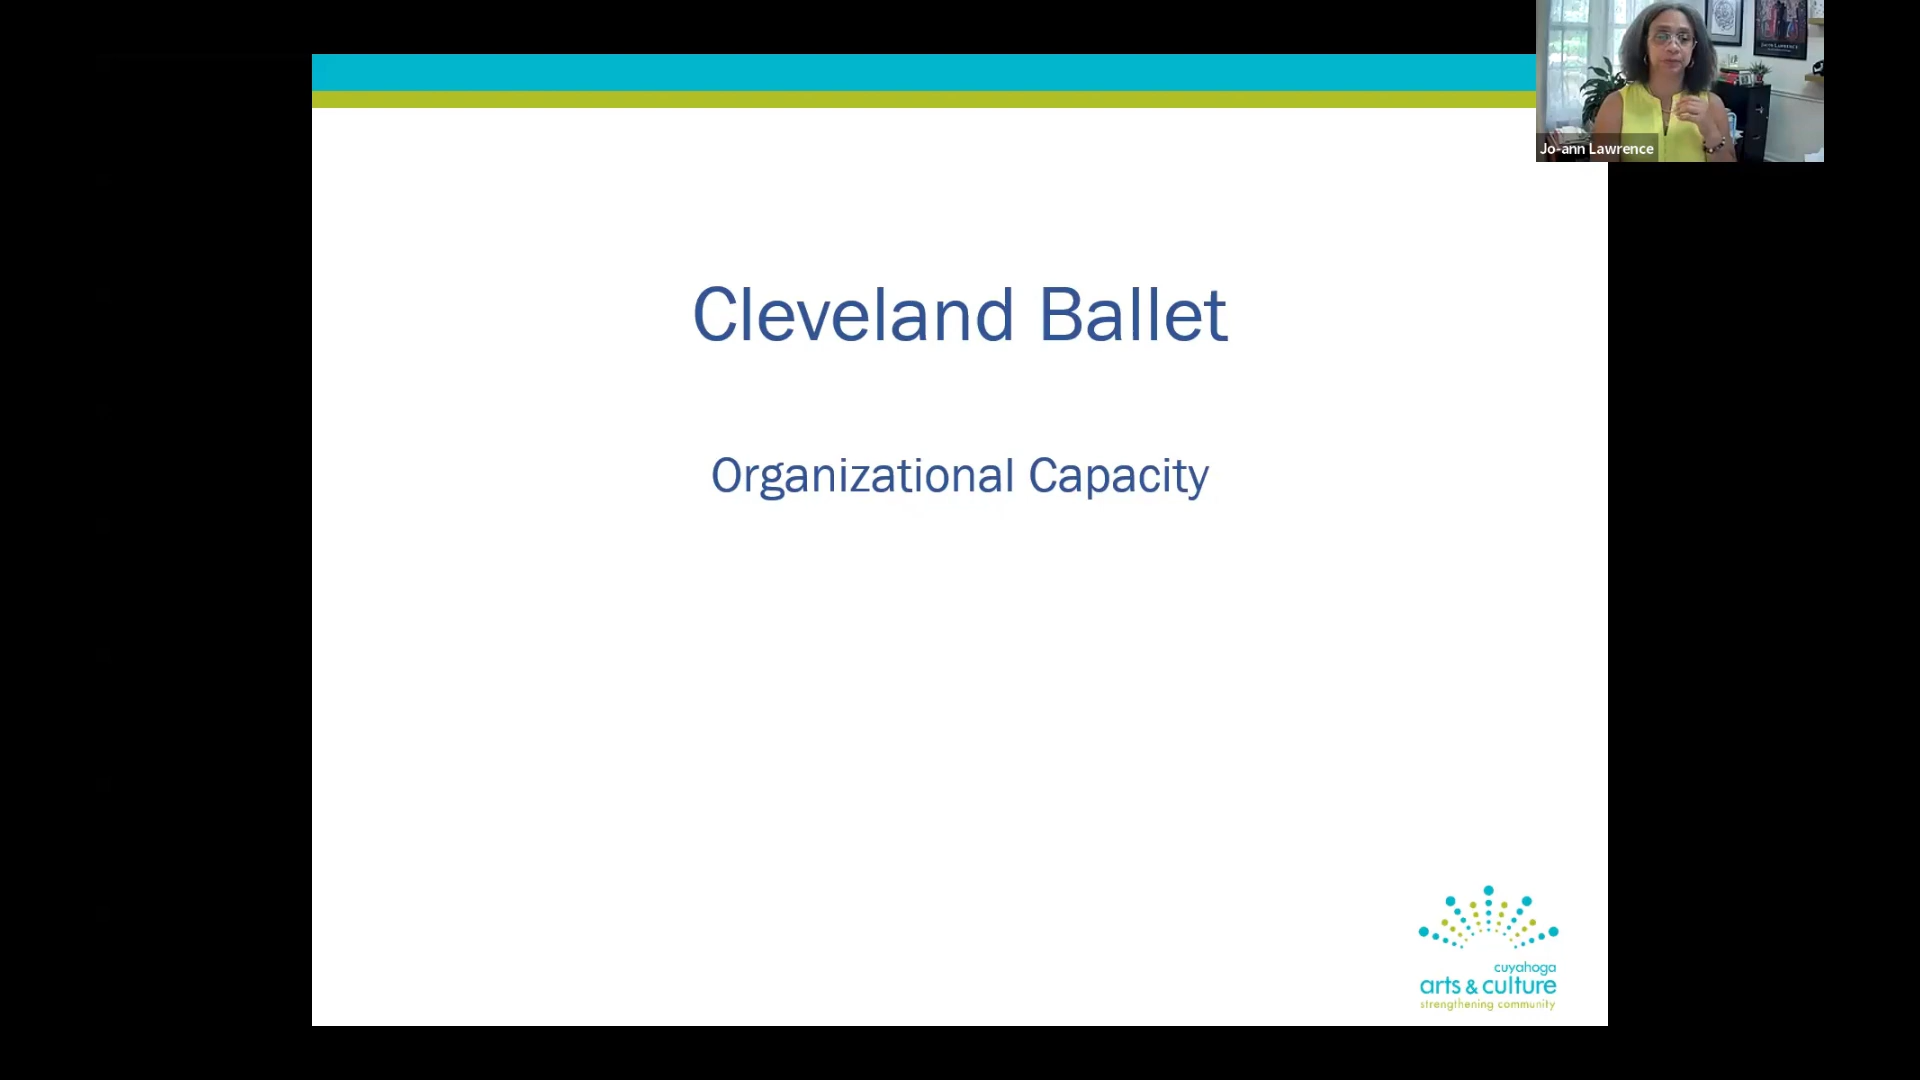 Cleveland Ballet
Organizational Capacity
Jo-ann Lawrence
cuyahoga
arts & culture
strengthening community